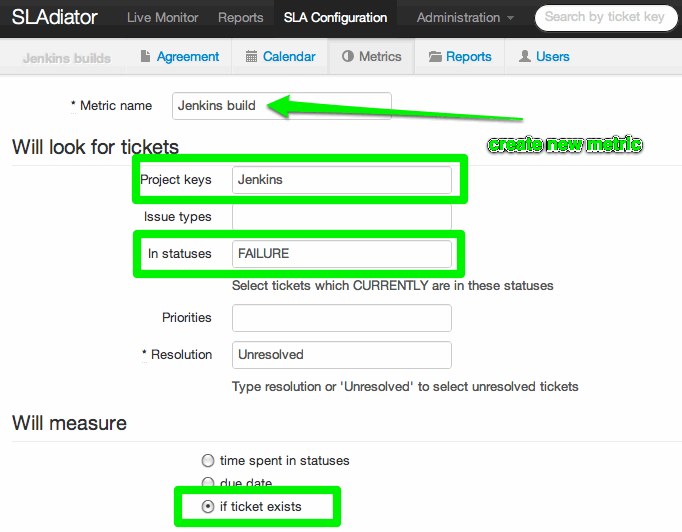 SLAdiator Live Monitor Reports SLA Configuration Administration Search by ticket key
Jenkins builds Agreement Calendar Metrics Reports Users
* Metric name Jenkins build
create new metric
Will look for tickets
Project keys Jenkins
Issue types
In statuses FAILURE
Select tickets which CURRENTLY are in these statuses
Priorities
* Resolution Unresolved
Type resolution or 'Unresolved' to select unresolved tickets
Will measure
time spent in statuses
due date
if ticket exists